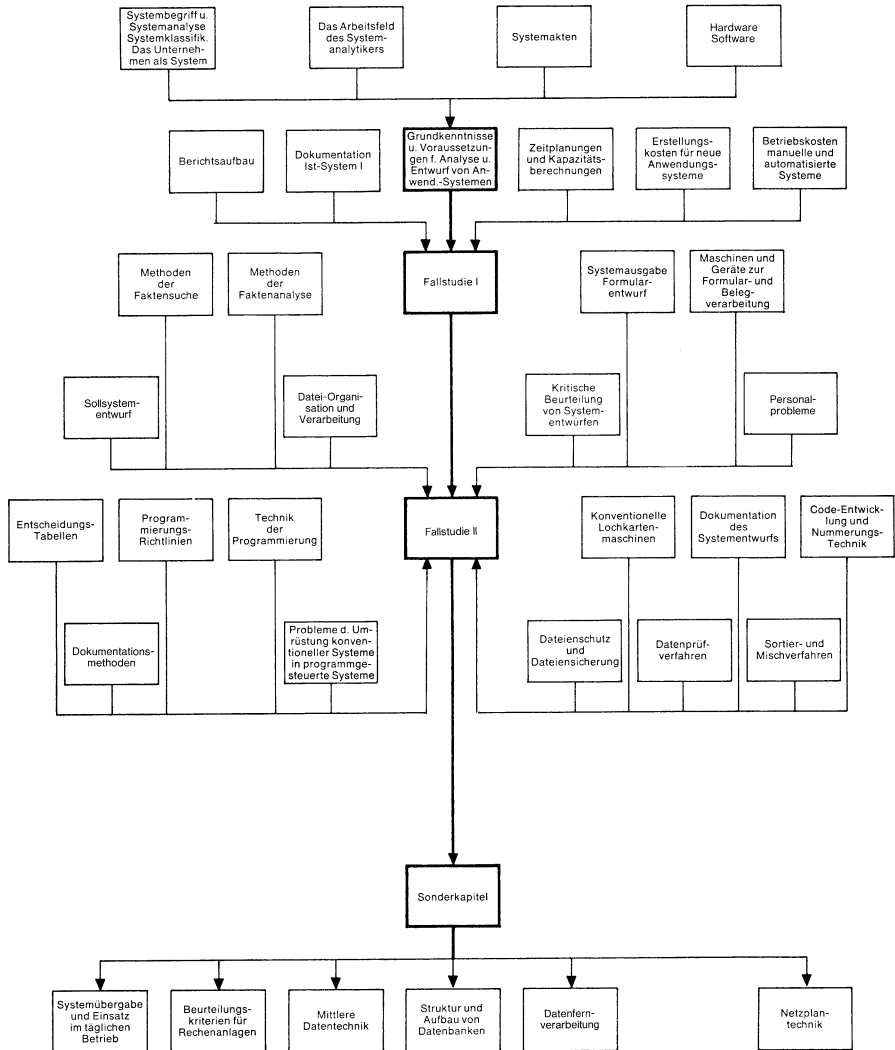 Systembegriff u.
Systemanalyse
Systemklassifik.
Das Unterneh-
men als System
Das Arbeitsfeld
des System-
analytikers
Systemakten
Hardware
Software
Berichtsaufbau
Dokumentation
Ist-System I
Grundkenntnisse
u. Voraussetzun-
gen f. Analyse u.
Entwurf von An-
wend.-Systemen
Zeitplanungen
und Kapazitäts-
berechnungen
Erstellungs-
kosten für neue
Anwendungs-
systeme
Betriebskosten
manuelle und
automatisierte
Systeme
Methoden
der
Faktensuche
Methoden
der
Faktenanalyse
Fallstudie I
Systemausgabe
Formular-
entwurf
Maschinen und
Geräte zur
Formular- und
Beleg-
verarbeitung
Sollsystem-
entwurf
Datei-Organi-
sation und
Verarbeitung
Kritische
Beurteilung
von System-
entwürfen
Personal-
probleme
Entscheidungs-
Tabellen
Program-
mierungs-
Richtlinien
Technik
der
Programmierung
Fallstudie II
Konventionelle
Lochkarten-
maschinen
Dokumentation
des
Systementwurfs
Code-Entwick-
lung und
Nummerungs-
Technik
Dokumentations-
methoden
Probleme d. Um-
rüstung konven-
tioneller Systeme
in programmge-
steuerte Systeme
Dateienschutz
und
Dateiensicherung
Datenprüf-
verfahren
Sortier- und
Mischverfahren
Sonderkapitel
Systemübergabe
und Einsatz
im täglichen
Betrieb
Beurteilungs-
kriterien für
Rechenanlagen
Mittlere
Datentechnik
Struktur und
Aufbau von
Datenbanken
Datenfern-
verarbeitung
Netzplan-
technik